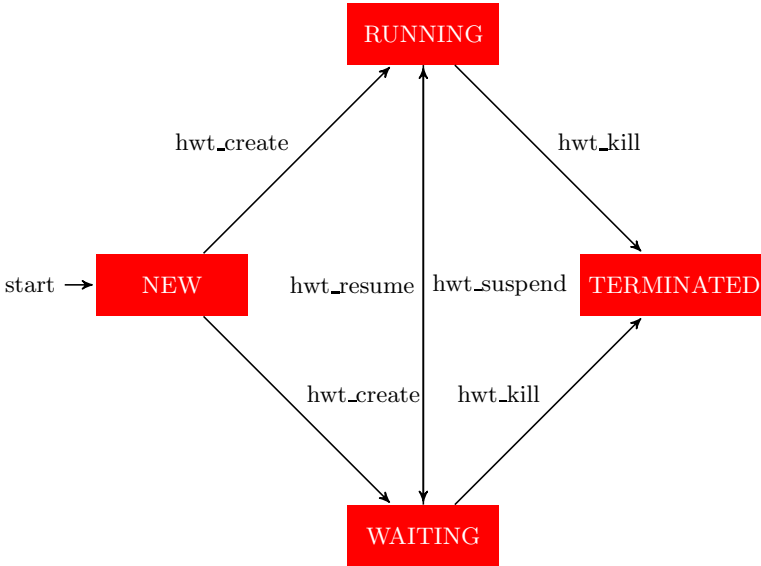 RUNNING
hwt_create
hwt_kill
start
NEW
hwt_resume
hwt_suspend
TERMINATED
hwt_create
hwt_kill
WAITING